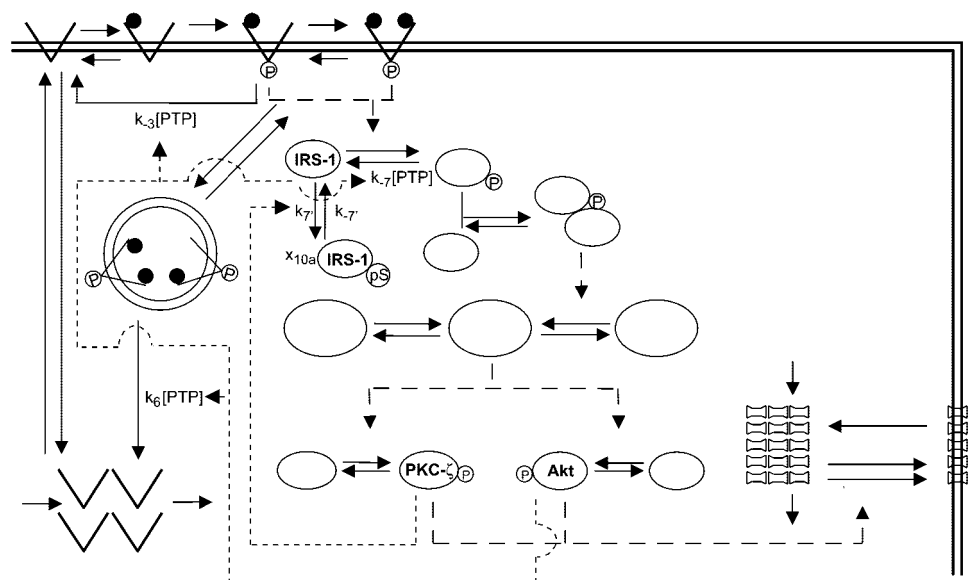 P
P
k-3[PTP]
IRS-1
k-7[PTP]
P
P
k7'
k-7'
x10a
IRS-1
pS
P
P
k6[PTP]
PKC-ζ
P
P
Akt